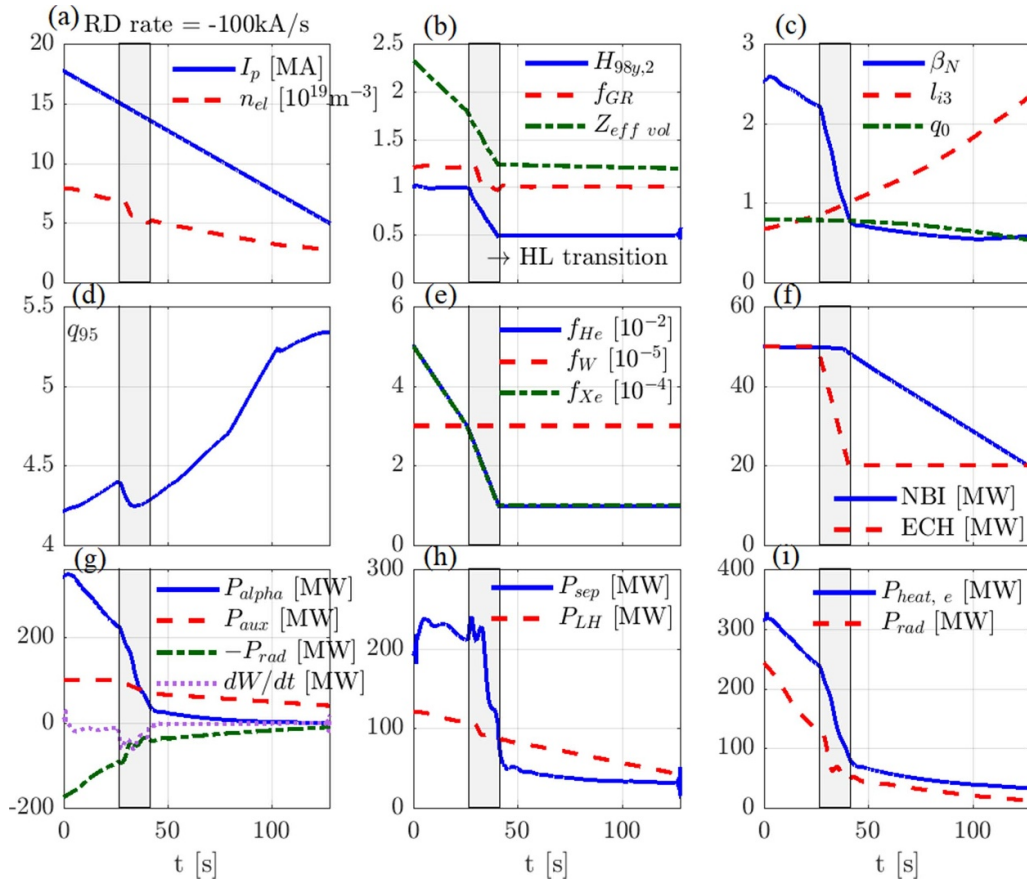 (a) RD rate = -100kA/s
20
15
10
5
0
I_p [MA]
n_el [10^19 m^−3]
(b)
2.5
2
1.5
1
0.5
0
H_98y,2
f_GR
Z_eff vol
→ HL transition
(c)
3
2
1
0
β_N
l_i3
q_0
(d)
5.5
5
4.5
4
q_95
(e)
6
4
2
0
f_He [10^-2]
f_W [10^-5]
f_Xe [10^-4]
(f)
60
40
20
0
NBI [MW]
ECH [MW]
(g)
200
0
-200
P_alpha [MW]
P_aux [MW]
−P_rad [MW]
dW/dt [MW]
0 50 100
t [s]
(h)
300
200
100
0
P_sep [MW]
P_LH [MW]
0 50 100
t [s]
(i)
400
300
200
100
0
P_heat, e [MW]
P_rad [MW]
0 50 100
t [s]